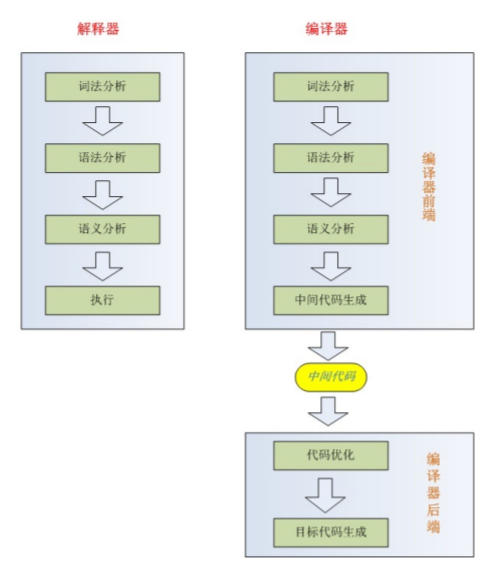 解释器
词法分析
语法分析
语义分析
执行
编译器
词法分析
语法分析
语义分析
中间代码生成
编译器前端
中间代码
代码优化
目标代码生成
编译器后端